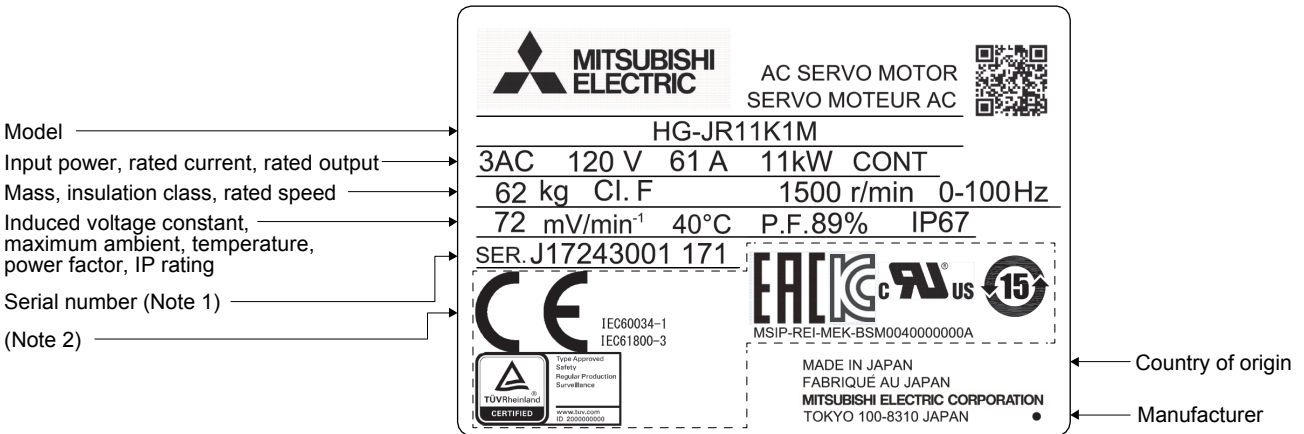 MITSUBISHI
ELECTRIC
AC SERVO MOTOR
SERVO MOTEUR AC
Model
HG-JR11K1M
Input power, rated current, rated output
3AC 120 V 61 A 11kW CONT
Mass, insulation class, rated speed
62 kg CI. F 1500 r/min 0-100Hz
Induced voltage constant,
maximum ambient, temperature,
power factor, IP rating
72 mV/min⁻¹ 40°C P.F.89% IP67
Serial number (Note 1)
SER. J17243001 171
(Note 2)
CE
IEC60034-1
IEC61800-3
EAC KC c RU ® US 15
MSIP-REI-MEK-BSM0040000000A
TÜVRheinland ®
CERTIFIED
Type Approved
Safety
Regular Production
Surveillance
www.tuv.com
ID 2000000000
MADE IN JAPAN
FABRIQUÉ AU JAPAN
MITSUBISHI ELECTRIC CORPORATION
TOKYO 100-8310 JAPAN
Country of origin
Manufacturer